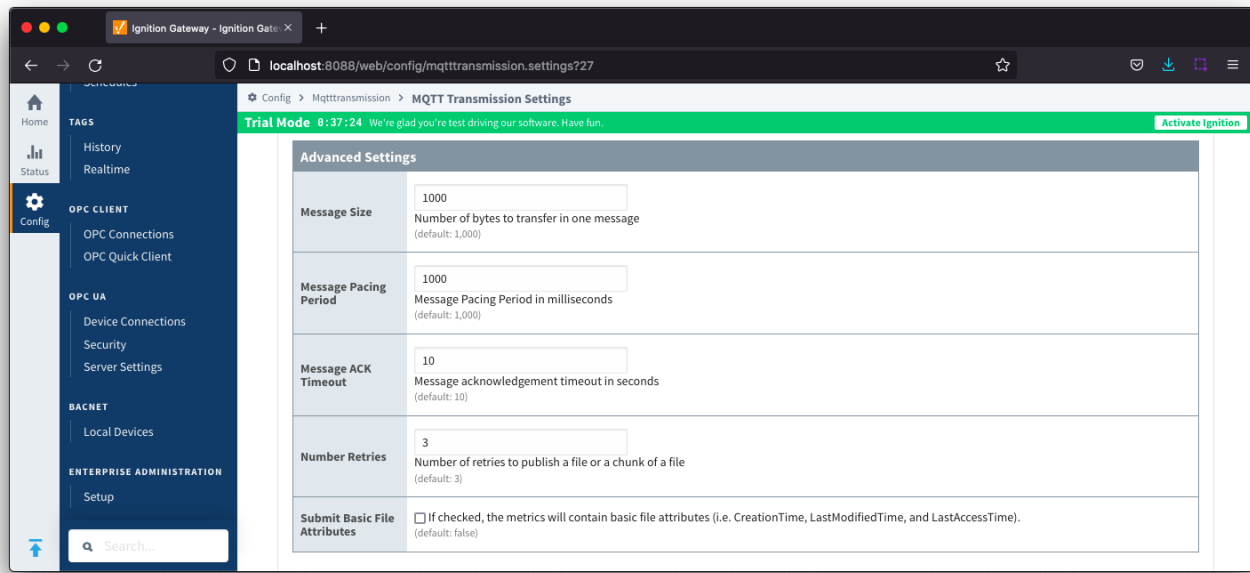 Ignition Gateway - Ignition Gate
localhost:8088/web/config/mqtttransmission.settings?27
Home
Status
Config
Schedules
TAGS
History
Realtime
OPC CLIENT
OPC Connections
OPC Quick Client
OPC UA
Device Connections
Security
Server Settings
BACNET
Local Devices
ENTERPRISE ADMINISTRATION
Setup
Search...
Config > Mqtttransmission > MQTT Transmission Settings
Trial Mode 0:37:24 We're glad you're test driving our software. Have fun. Activate Ignition
Advanced Settings
Message Size
1000
Number of bytes to transfer in one message
(default: 1,000)
Message Pacing
Period
1000
Message Pacing Period in milliseconds
(default: 1,000)
Message ACK
Timeout
10
Message acknowledgement timeout in seconds
(default: 10)
Number Retries
3
Number of retries to publish a file or a chunk of a file
(default: 3)
Submit Basic File
Attributes
If checked, the metrics will contain basic file attributes (i.e. CreationTime, LastModifiedTime, and LastAccessTime).
(default: false)